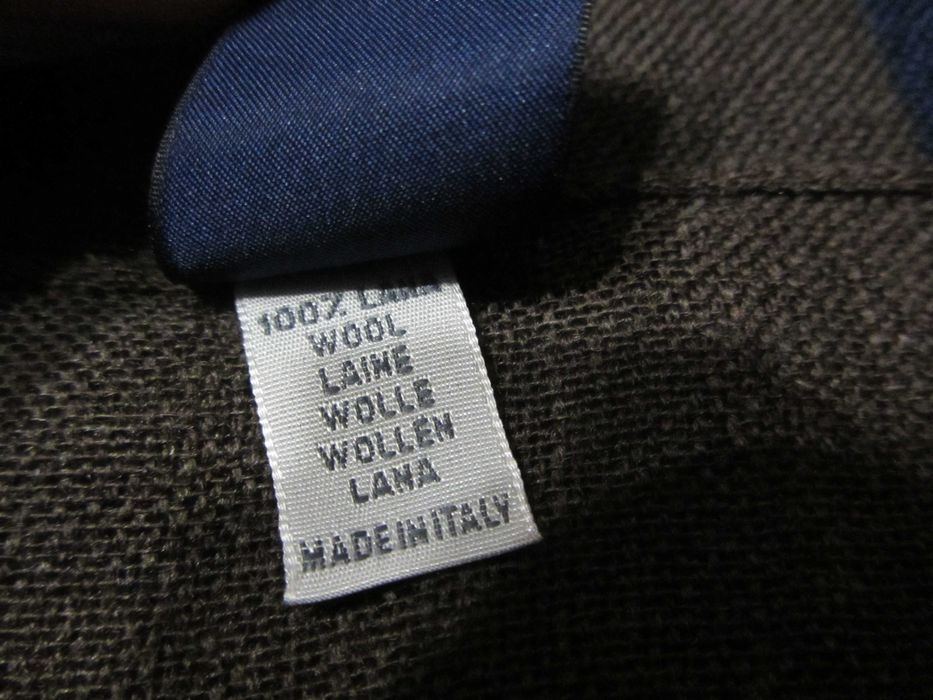 100% LANA
WOOL
LAINE
WOLLE
WOLLEN
LANA
MADE IN ITALY